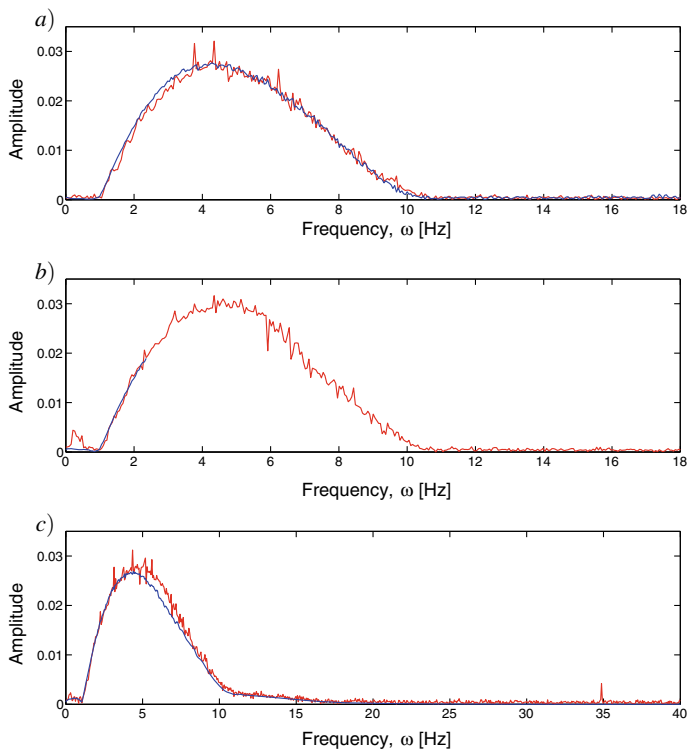 a)
0.03
0.02
0.01
0
Amplitude
0 2 4 6 8 10 12 14 16 18
Frequency, ω [Hz]
b)
0.03
0.02
0.01
0
Amplitude
0 2 4 6 8 10 12 14 16 18
Frequency, ω [Hz]
c)
0.03
0.02
0.01
0
Amplitude
0 5 10 15 20 25 30 35 40
Frequency, ω [Hz]